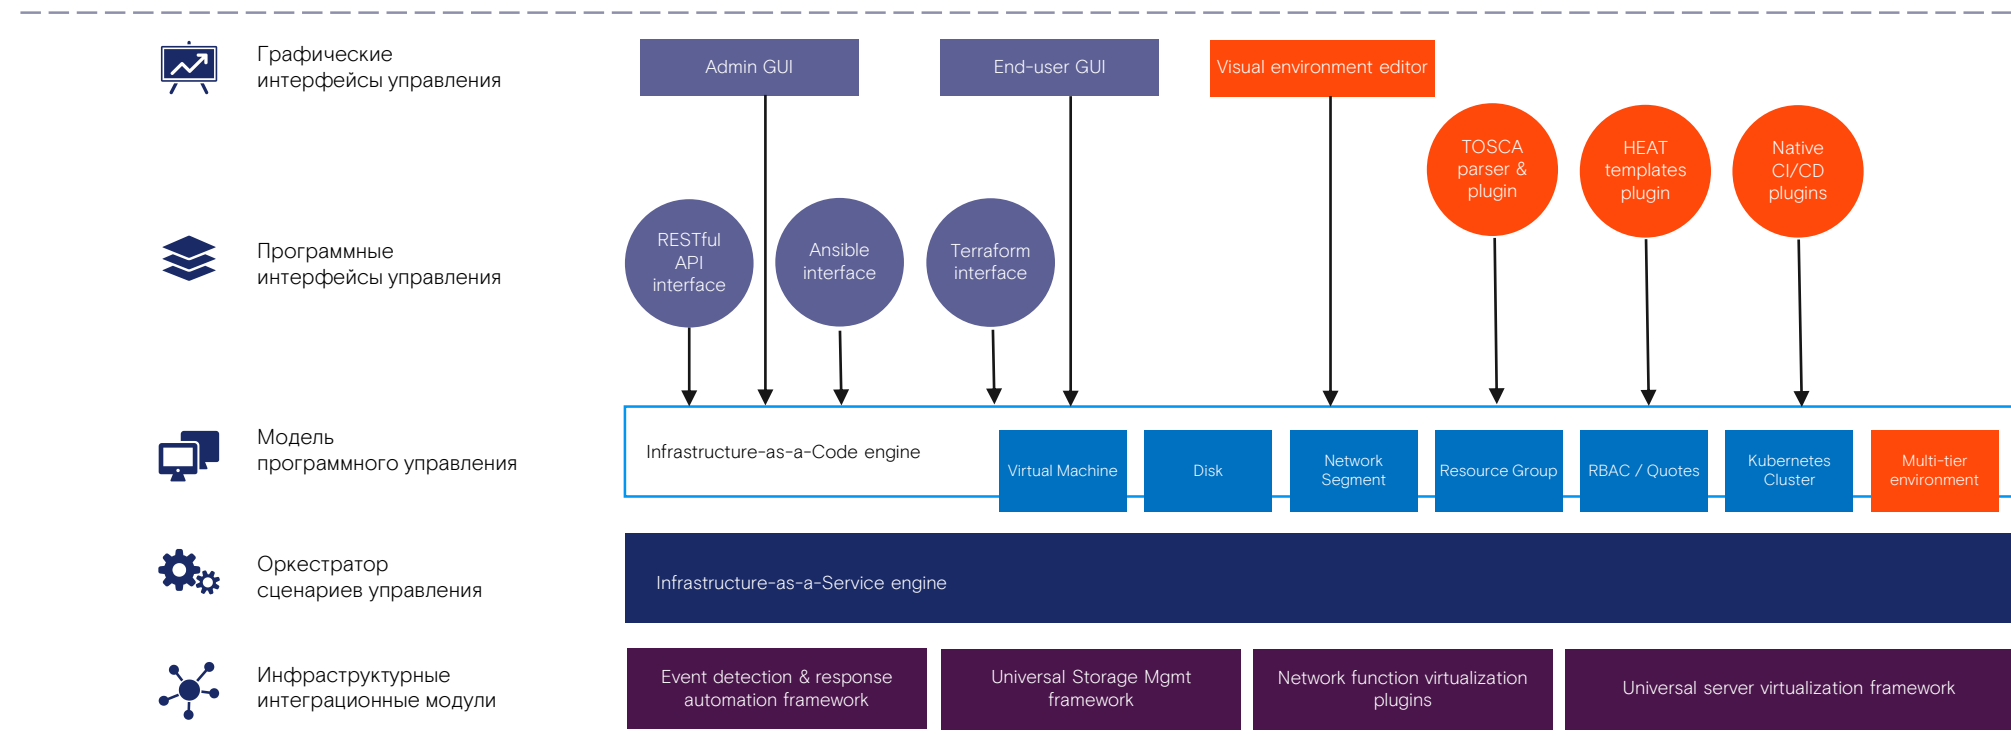 Графические
интерфейсы управления
Admin GUI
End-user GUI
Visual environment editor
TOSCA
parser &
plugin
HEAT
templates
plugin
Native
CI/CD
plugins
Программные
интерфейсы управления
RESTful
API
interface
Ansible
interface
Terraform
interface
Модель
программного управления
Infrastructure-as-a-Code engine
Virtual Machine
Disk
Network
Segment
Resource Group
RBAC / Quotes
Kubernetes
Cluster
Multi-tier
environment
Оркестратор
сценариев управления
Infrastructure-as-a-Service engine
Инфраструктурные
интеграционные модули
Event detection & response
automation framework
Universal Storage Mgmt
framework
Network function virtualization
plugins
Universal server virtualization framework